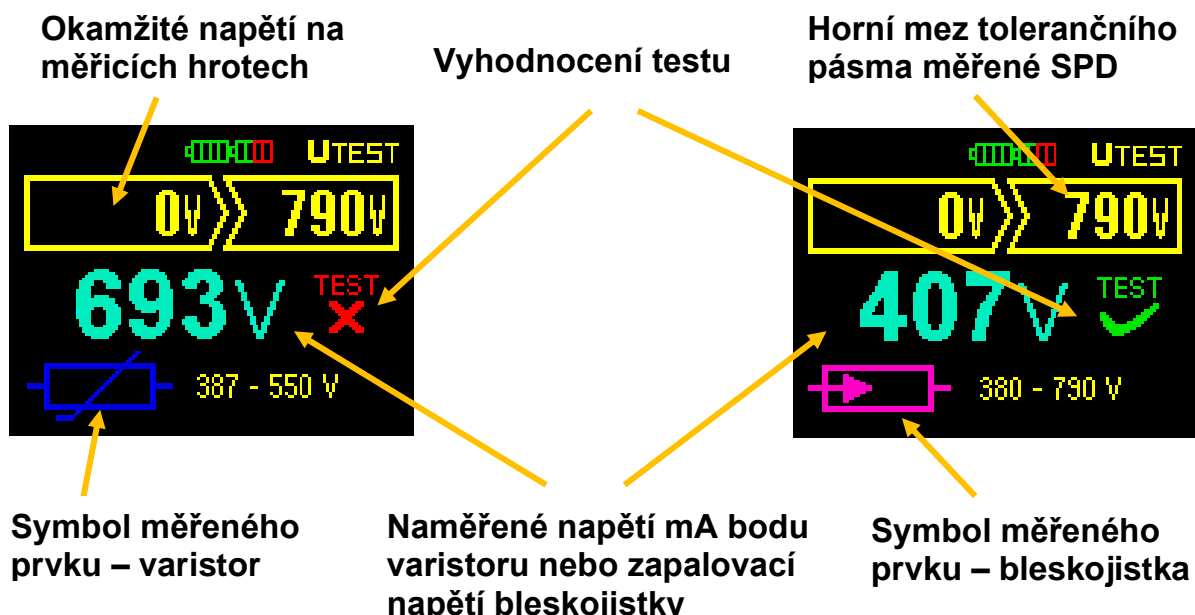 Okamžité napětí na
měřicích hrotech
Vyhodnocení testu
Horní mez tolerančního
pásma měřené SPD
UTEST
0V 790V
693V TEST
387 - 550 V
UTEST
0V 790V
407V TEST
380 - 790 V
Symbol měřeného
prvku – varistor
Naměřené napětí mA bodu
varistoru nebo zapalovací
napětí bleskojistky
Symbol měřeného
prvku – bleskojistka